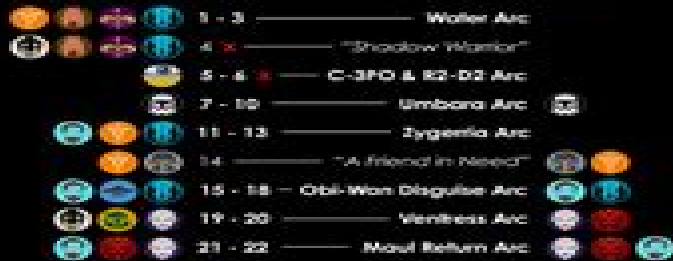 1 - 3 Water Arc
4 × "Shadow Warrior"
5 - 6 × C-3PO & R2-D2 Arc
7 - 10 Umbara Arc
11 - 13 Zygerria Arc
14 "A Friend in Need"
15 - 18 Obi-Wan Disguise Arc
19 - 20 Ventress Arc
21 - 22 Maul Return Arc